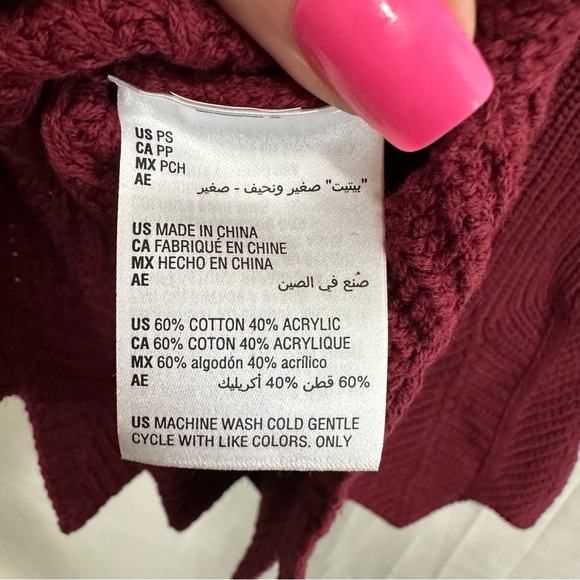 US PS
CA PP
MX PCH
AE "بيتيت" صغير ونحيف - صغير
US MADE IN CHINA
CA FABRIQUÉ EN CHINE
MX HECHO EN CHINA
AE صُنع في الصين
US 60% COTTON 40% ACRYLIC
CA 60% COTON 40% ACRYLIQUE
MX 60% algodón 40% acrílico
AE 60% قطن 40% أكريليك
US MACHINE WASH COLD GENTLE
CYCLE WITH LIKE COLORS. ONLY